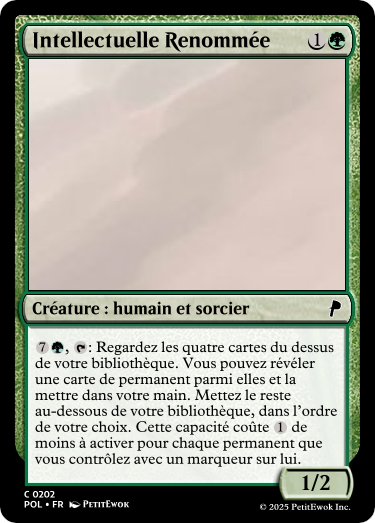 Intellectuelle Renommée 1
Créature : humain et sorcier
7 , : Regardez les quatre cartes du dessus
de votre bibliothèque. Vous pouvez révéler
une carte de permanent parmi elles et la
mettre dans votre main. Mettez le reste
au-dessous de votre bibliothèque, dans l'ordre
de votre choix. Cette capacité coûte 1 de
moins à activer pour chaque permanent que
vous contrôlez avec un marqueur sur lui.
1/2
C 0202
POL • FR PetitEwok
© 2025 PetitEwok Inc.